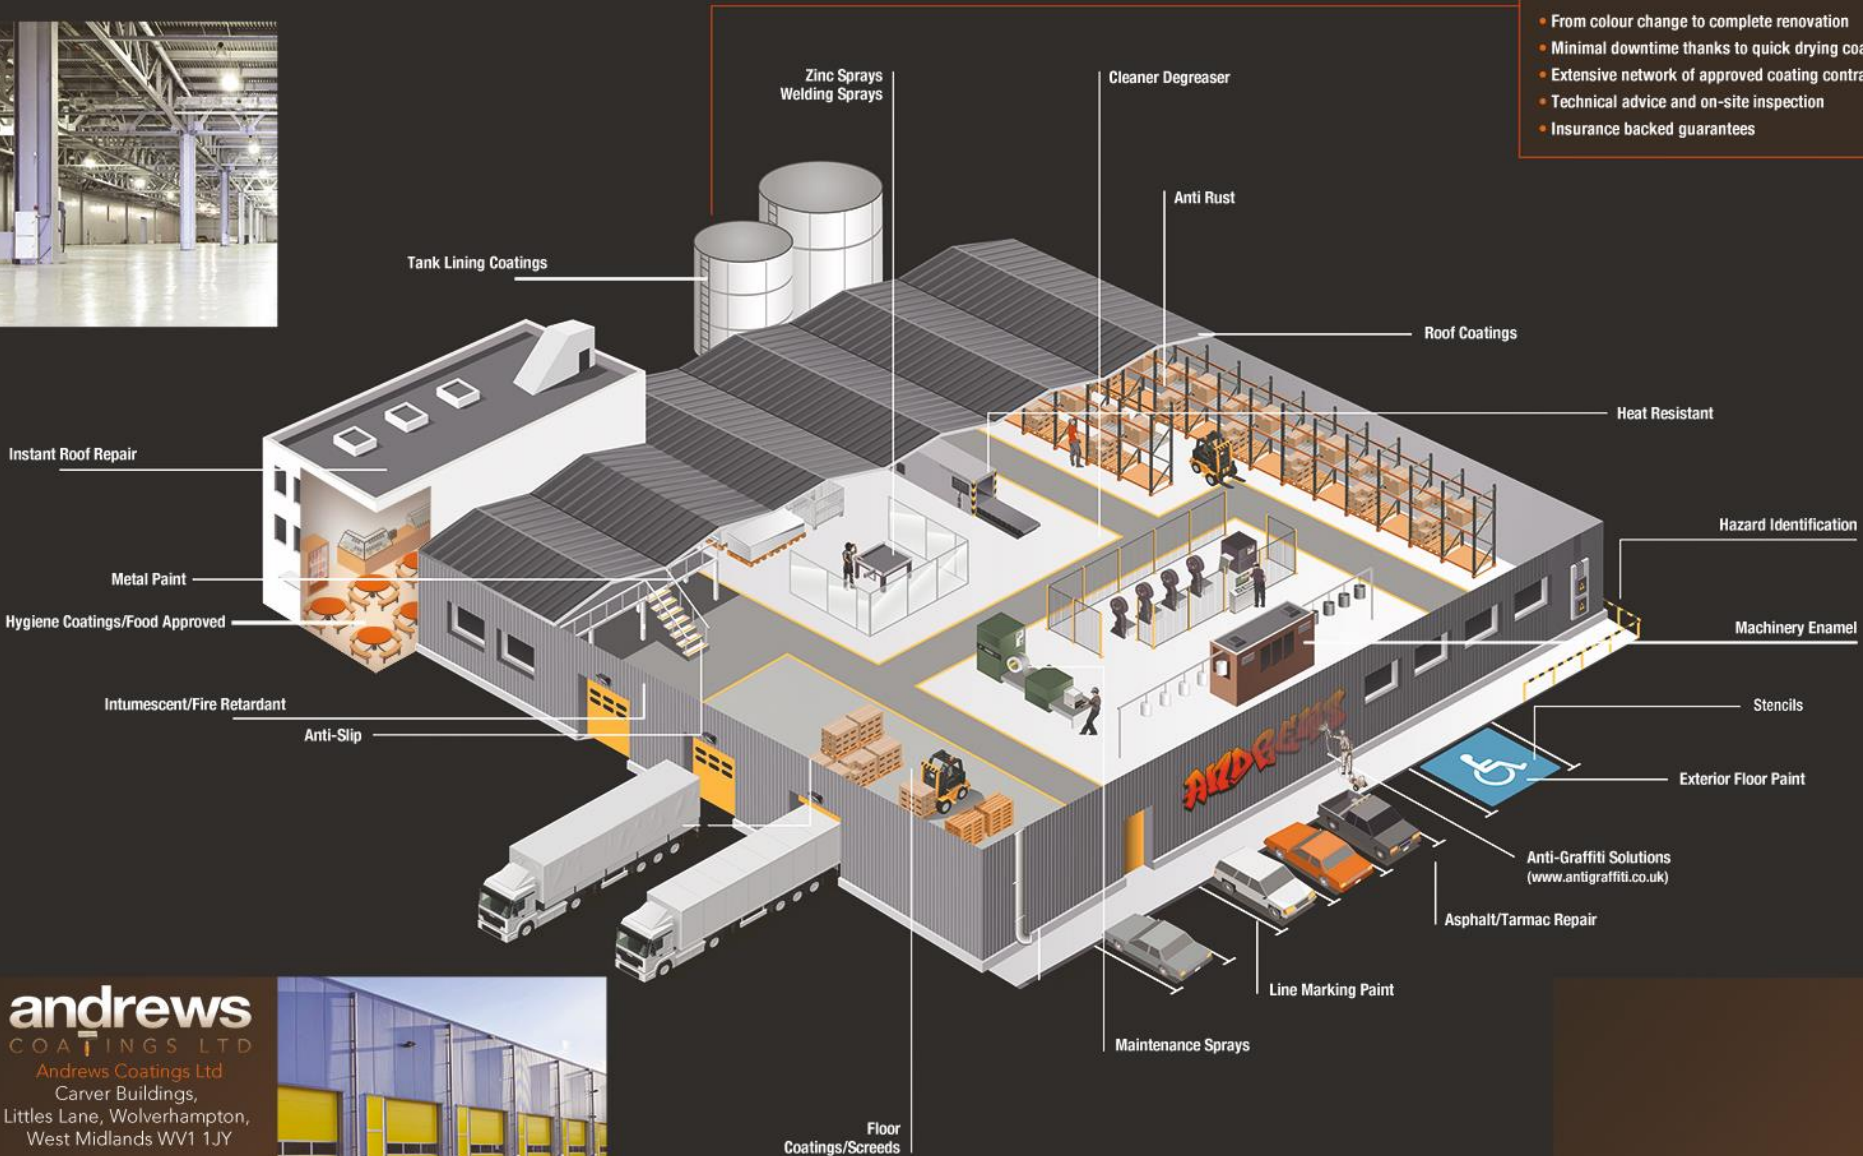 • From colour change to complete renovation
• Minimal downtime thanks to quick drying
• Extensive network of approved coating
• Technical advice and on-site inspection
• Insurance backed guarantees
Zinc Sprays
Welding Sprays
Cleaner Degreaser
Anti Rust
Tank Lining Coatings
Roof Coatings
Heat Resistant
Instant Roof Repair
Hazard Identification
Metal Paint
Hygiene Coatings/Food Approved
Machinery Enamel
Intumescent/Fire Retardant
Anti-Slip
Stencils
Exterior Floor Paint
ANDREWS
Anti-Graffiti Solutions
(www.antigraffiti.co.uk)
Asphalt/Tarmac Repair
Line Marking Paint
Maintenance Sprays
Floor
Coatings/Screeds
andrews
COATINGS LTD
Andrews Coatings Ltd
Carver Buildings,
Littles Lane, Wolverhampton,
West Midlands WV1 1JY